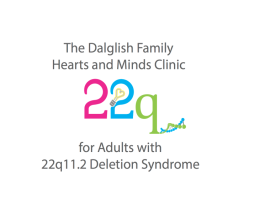 The Dalglish Family
Hearts and Minds Clinic
22q
for Adults with
22q11.2 Deletion Syndrome